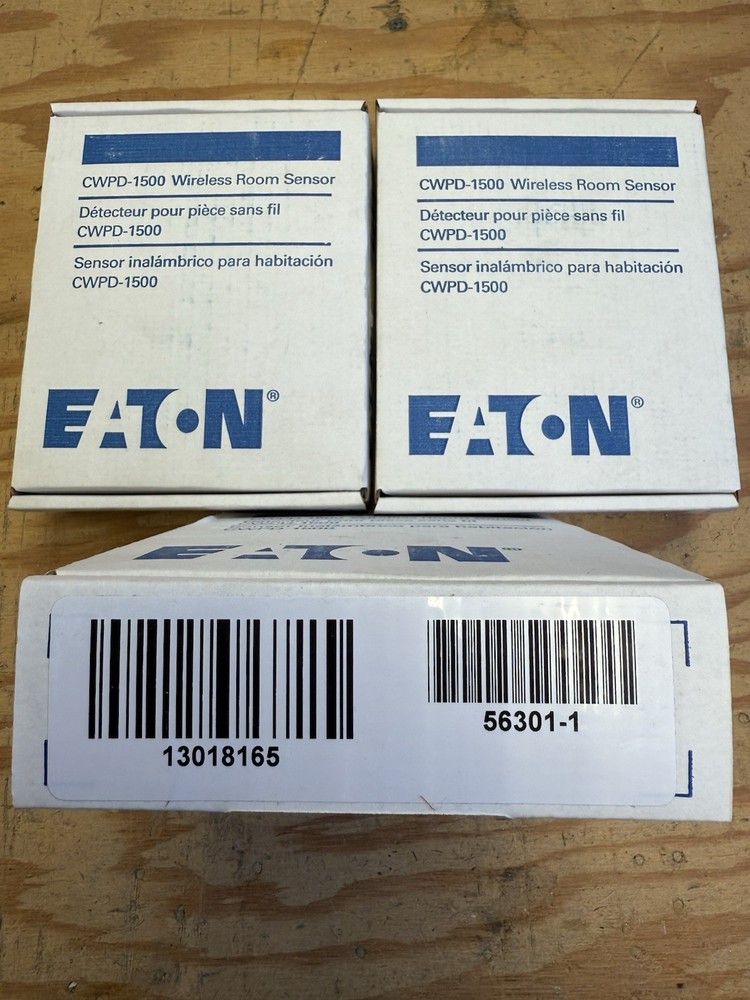 CWPD-1500 Wireless Room Sensor
Détecteur pour pièce sans fil
CWPD-1500
Sensor inalámbrico para habitación
CWPD-1500
EATON®
CWPD-1500 Wireless Room Sensor
Détecteur pour pièce sans fil
CWPD-1500
Sensor inalámbrico para habitación
CWPD-1500
EATON®
EATON®
13018165
56301-1